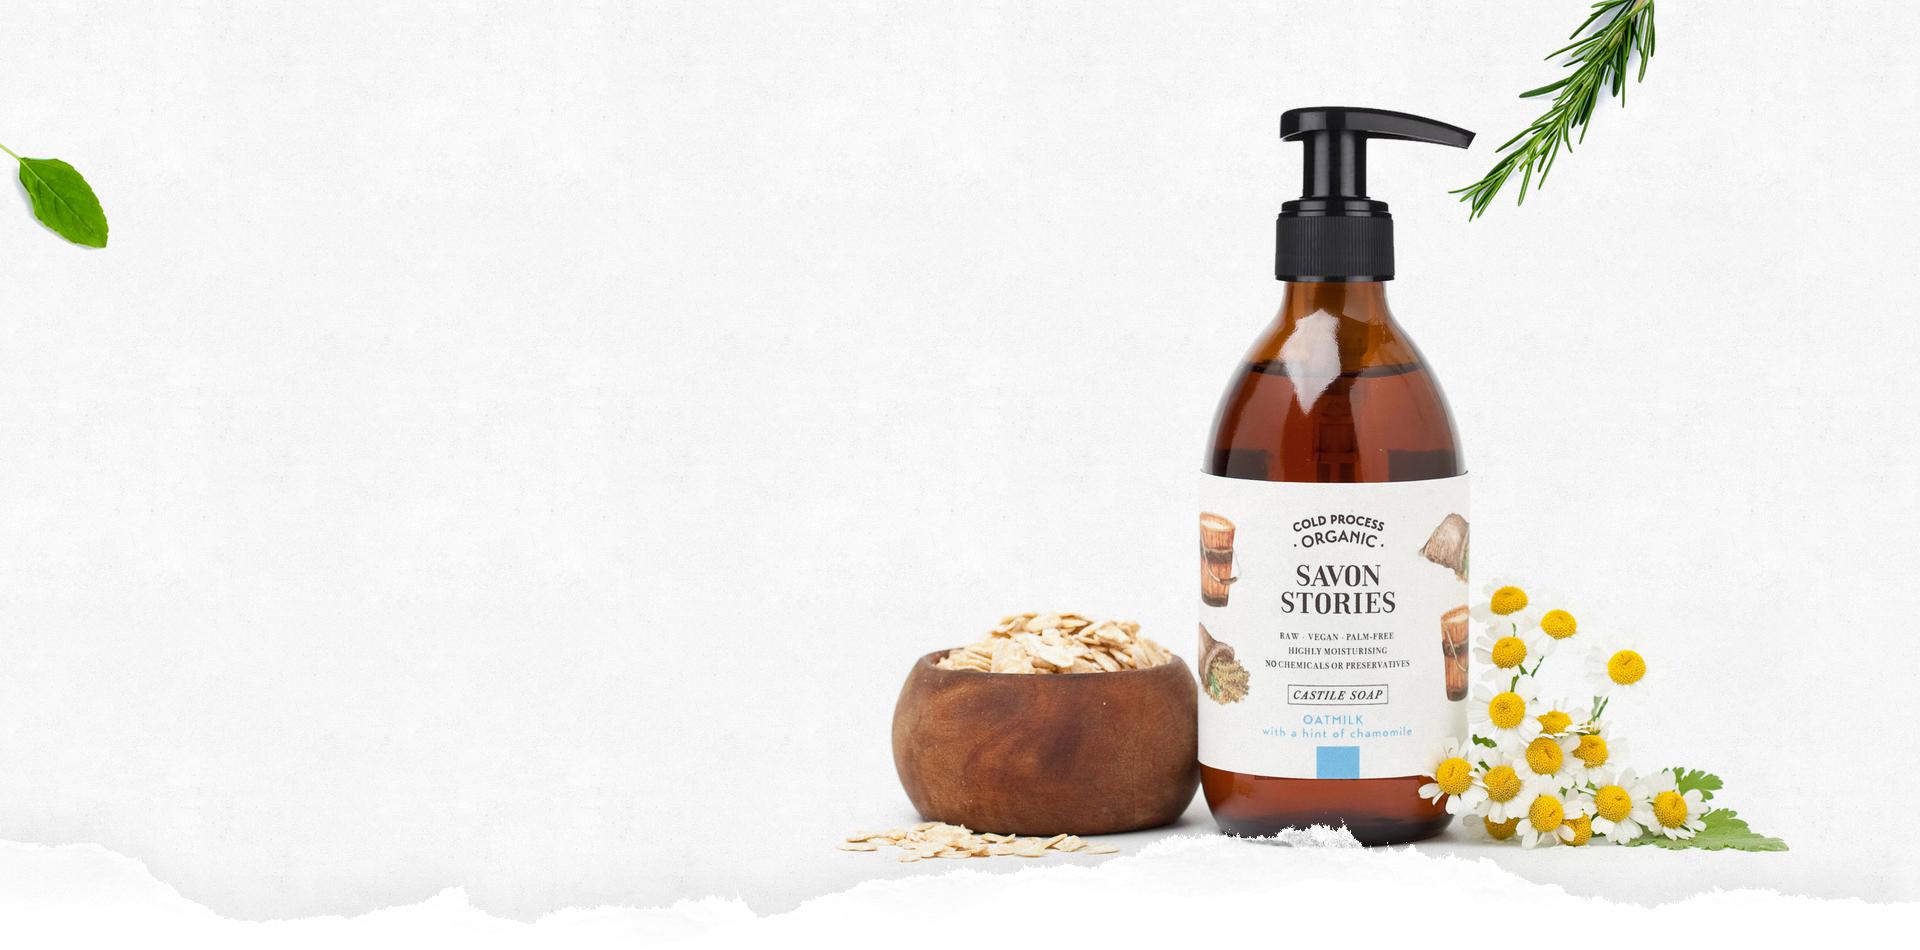 COLD PROCESS
· ORGANIC ·
SAVON
STORIES
RAW · VEGAN · PALM-FREE
HIGHLY MOISTURISING
NO CHEMICALS OR PRESERVATIVES
CASTILE SOAP
OATMILK
with a hint of chamomile